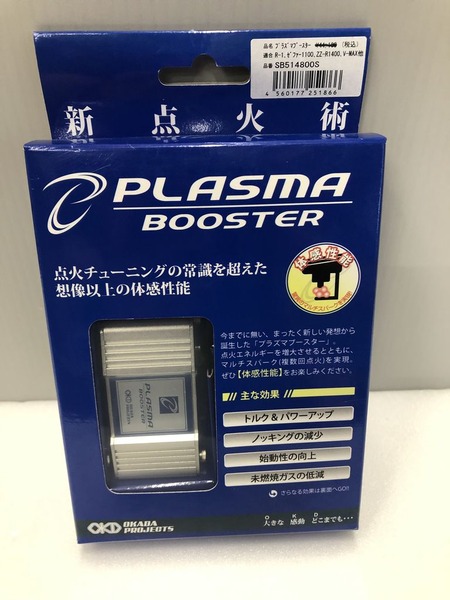 品名 プラズマブースター (税込)
適合 R-1,ゼファー1100,ZZ-R1400,V-MAX他
品番 SB514800S
4 560177 251866
新点火術
PLASMA
BOOSTER
点火チューニングの常識を超えた
想像以上の体感性能
体感性能
今までに無い、まったく新しい発想から
誕生した「プラズマブースター」。
点火エネルギーを増大させるとともに、
マルチスパーク(複数回点火)を実現。
ぜひ【体感性能】をお楽しみください。
主な効果
トルク＆パワーアップ
ノッキングの減少
始動性の向上
未燃焼ガスの低減
さらなる効果は裏面へGO!!
PLASMA
BOOSTER
OKD
OKADA
PROJECTS
O K D
大きな 感動 どこまでも・・・